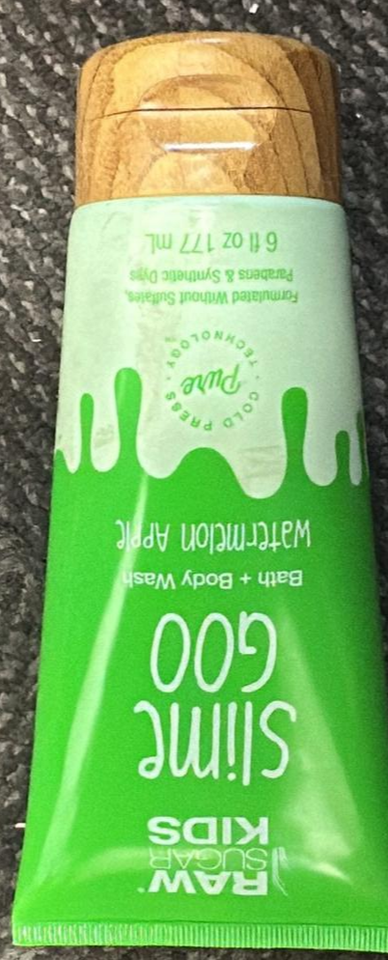 RAW
SUGAR
KIDS
Slime
GOO
Bath + Body Wash
Watermelon Apple
COLD PRESS • TECHNOLOGY •
Pure
Formulated Without Sulfates,
Parabens & Synthetic Dyes
6 fl oz 177 mL